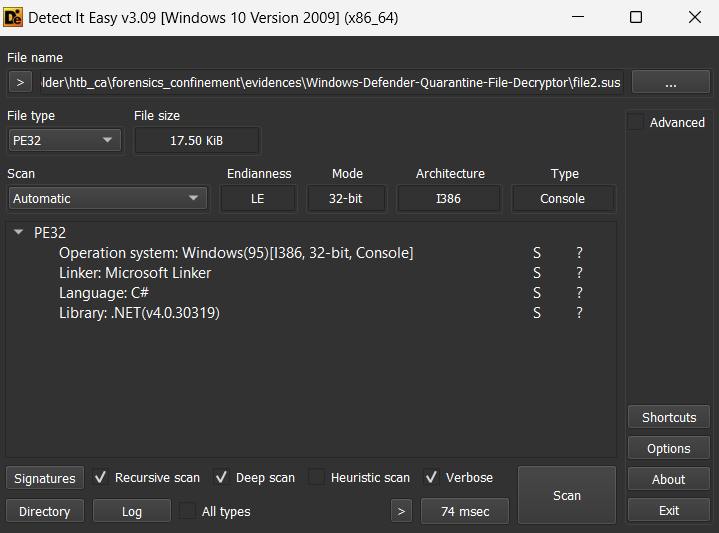 Detect It Easy v3.09 [Windows 10 Version 2009] (x86_64)
File name
> :lder\htb_ca\forensics_confinement\evidences\Windows-Defender-Quarantine-File-Decryptor\file2.sus ...
File type File size Advanced
PE32 17.50 KiB
Scan Endianness Mode Architecture Type
Automatic LE 32-bit I386 Console
PE32
Operation system: Windows(95)[I386, 32-bit, Console] S ?
Linker: Microsoft Linker S ?
Language: C# S ?
Library: .NET(v4.0.30319) S ?
Shortcuts
Options
Signatures Recursive scan Deep scan Heuristic scan Verbose Scan About
Directory Log All types > 74 msec Exit